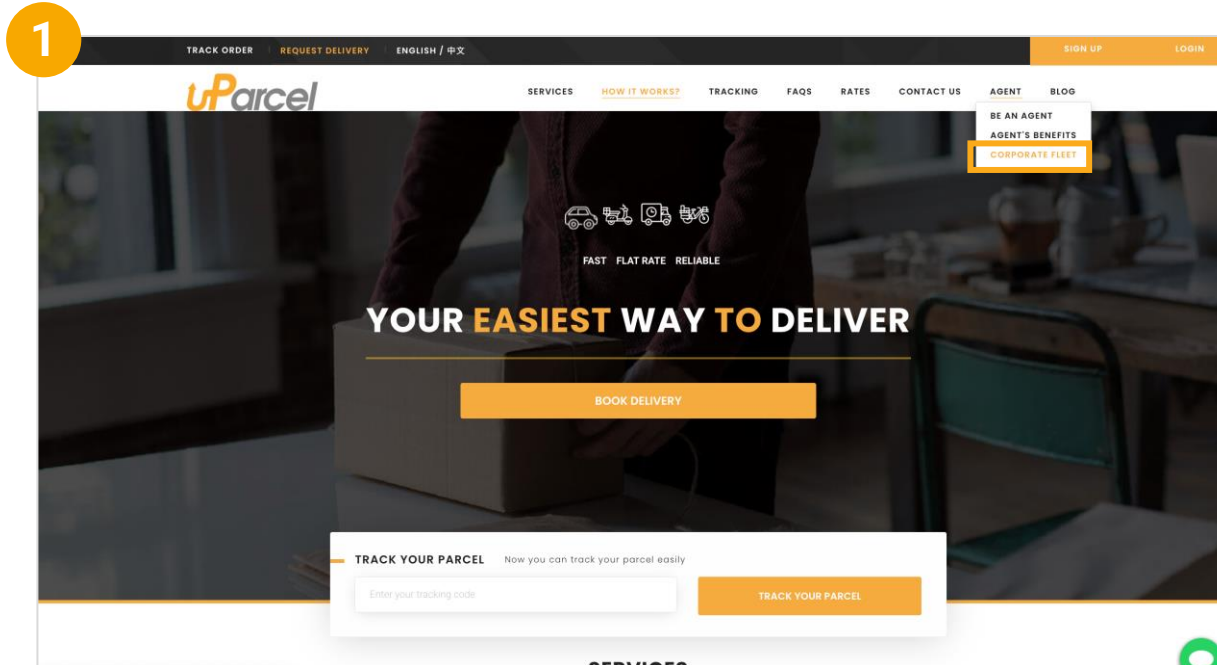 1
TRACK ORDER REQUEST DELIVERY ENGLISH / 中文 SIGN UP LOGIN
uParcel
SERVICES HOW IT WORKS? TRACKING FAQS RATES CONTACT US AGENT BLOG
BE AN AGENT
AGENT'S BENEFITS
CORPORATE FLEET
FAST FLAT RATE RELIABLE
YOUR EASIEST WAY TO DELIVER
BOOK DELIVERY
TRACK YOUR PARCEL Now you can track your parcel easily
Enter your tracking code TRACK YOUR PARCEL
SERVICES